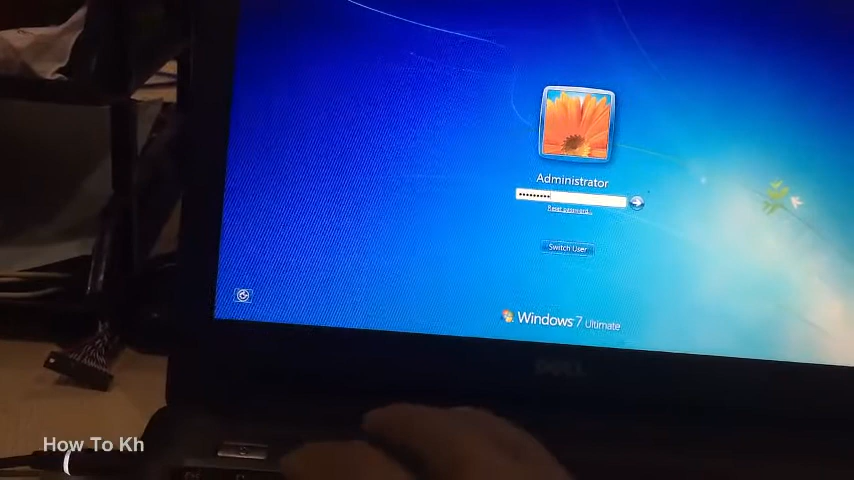 Administrator
Reset password...
Switch User
Windows 7 Ultimate
DELL
How To Kh